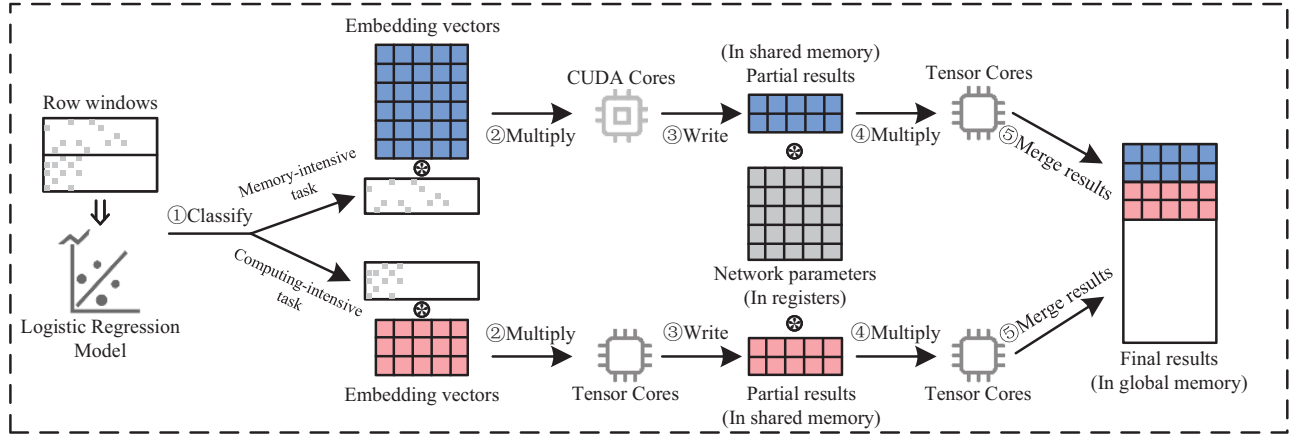 Row windows
Logistic Regression
Model
①Classify
Memory-intensive
task
Computing-intensive
task
Embedding vectors
②Multiply
CUDA Cores
③Write
(In shared memory)
Partial results
④Multiply
Tensor Cores
⑤Merge results
Network parameters
(In registers)
Embedding vectors
②Multiply
Tensor Cores
③Write
Partial results
(In shared memory)
④Multiply
Tensor Cores
⑤Merge results
Final results
(In global memory)